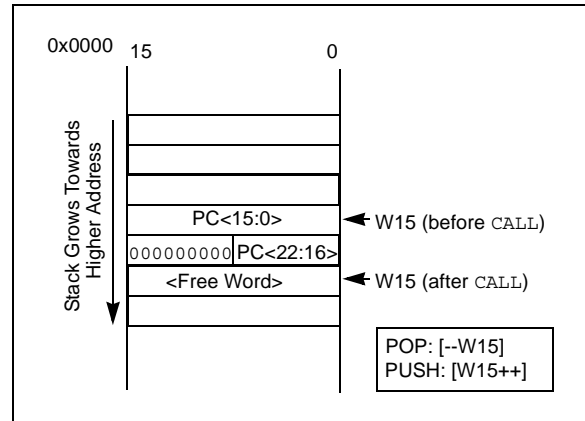 0x0000
15 0
Stack Grows Towards
Higher Address
PC<15:0>
W15 (before CALL)
000000000 PC<22:16>
<Free Word>
W15 (after CALL)
POP: [--W15]
PUSH: [W15++]